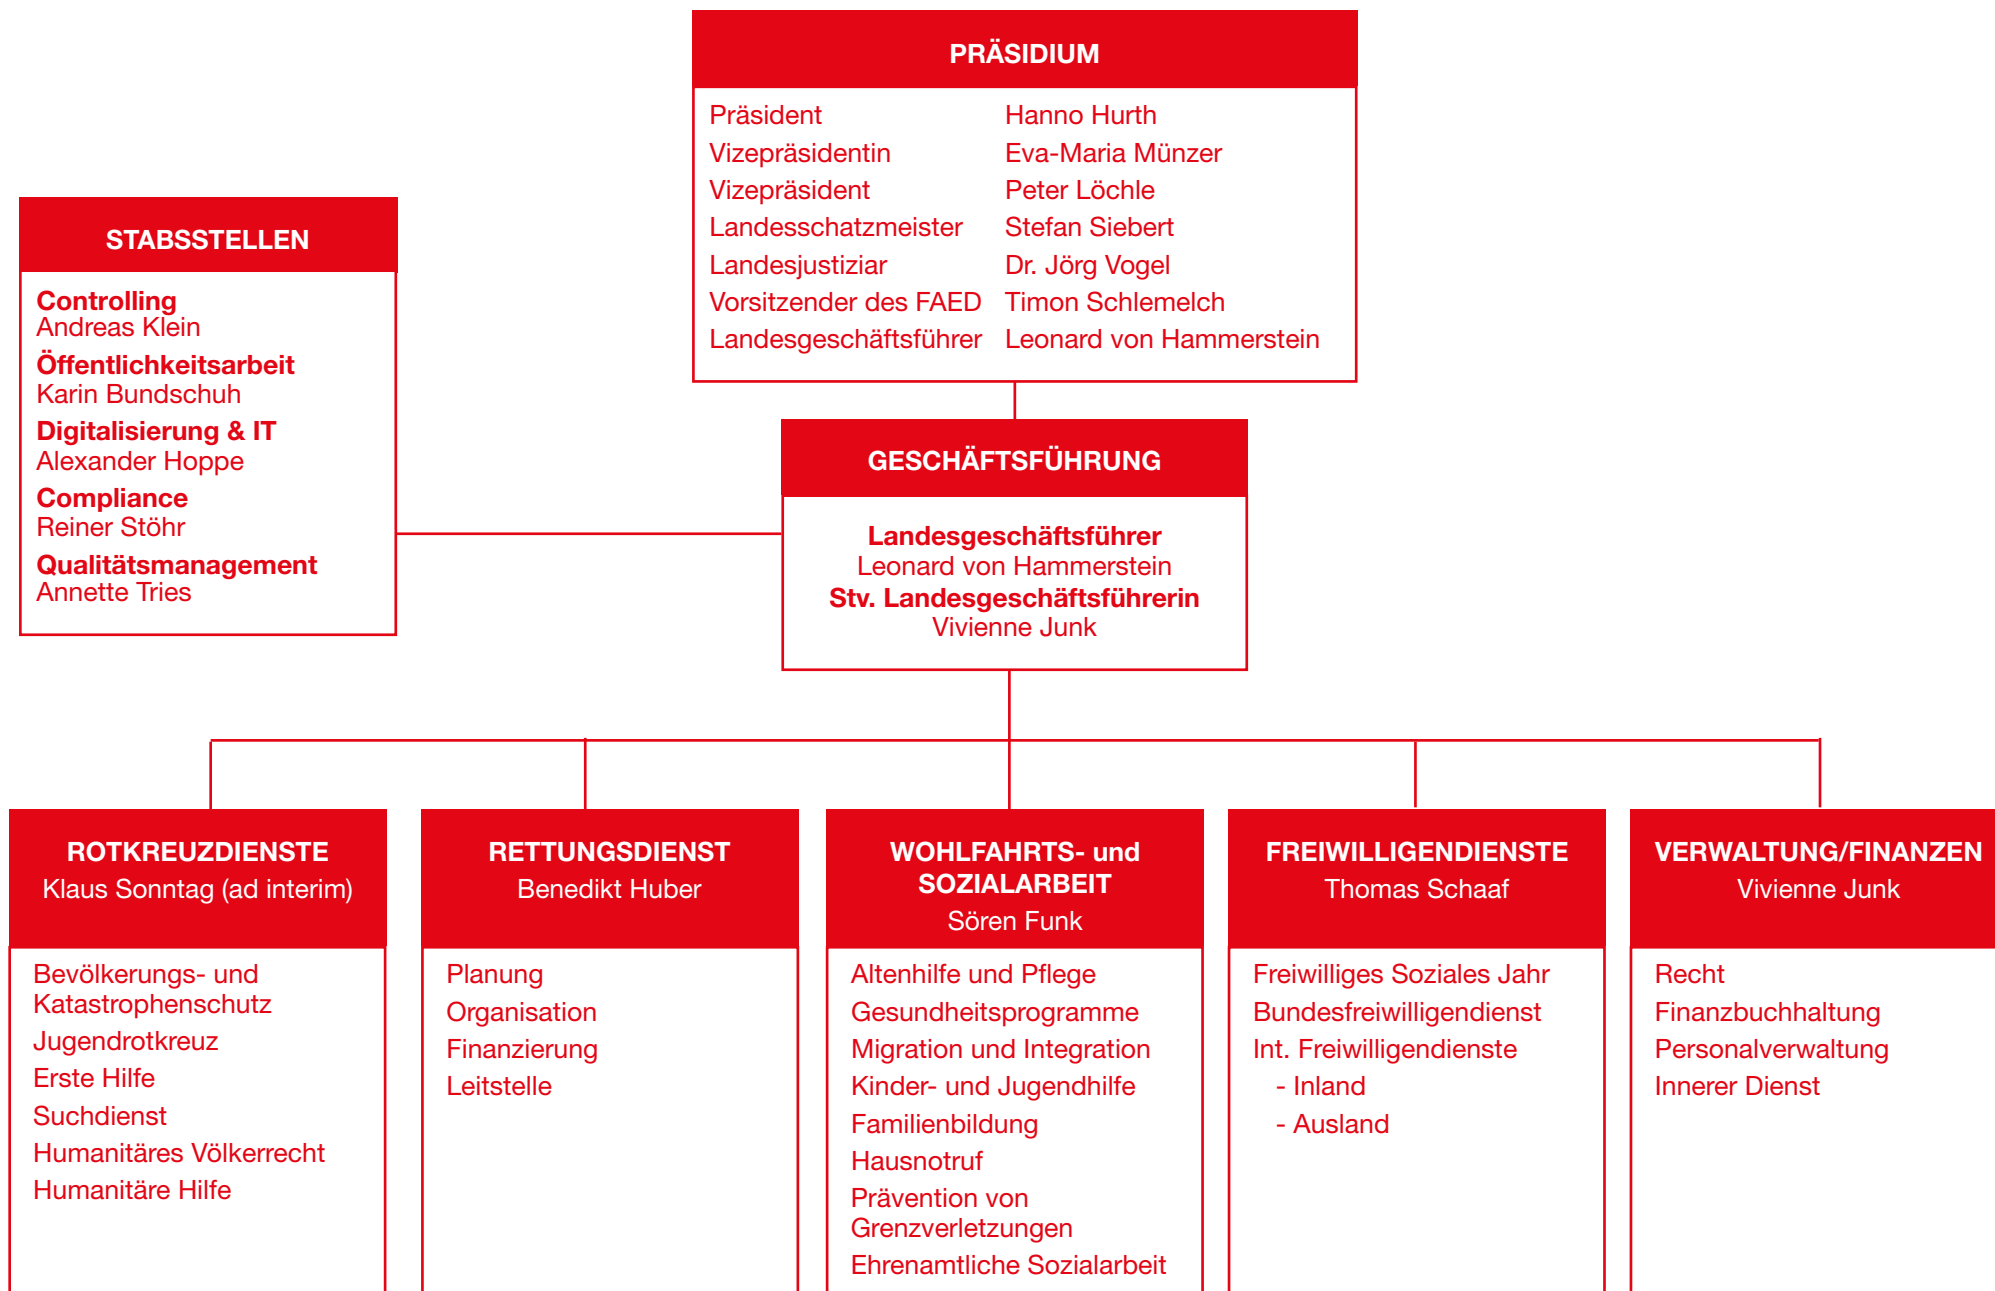 PRÄSIDIUM
Präsident Hanno Hurth
Vizepräsidentin Eva-Maria Münzer
Vizepräsident Peter Löchle
Landesschatzmeister Stefan Siebert
Landesjustiziar Dr. Jörg Vogel
Vorsitzender des FAED Timon Schlemelch
Landesgeschäftsführer Leonard von Hammerstein
STABSSTELLEN
Controlling
Andreas Klein
Öffentlichkeitsarbeit
Karin Bundschuh
Digitalisierung & IT
Alexander Hoppe
Compliance
Reiner Stöhr
Qualitätsmanagement
Annette Tries
GESCHÄFTSFÜHRUNG
Landesgeschäftsführer
Leonard von Hammerstein
Stv. Landesgeschäftsführerin
Vivienne Junk
ROTKREUZDIENSTE
Klaus Sonntag (ad interim)
Bevölkerungs- und
Katastrophenschutz
Jugendrotkreuz
Erste Hilfe
Suchdienst
Humanitäres Völkerrecht
Humanitäre Hilfe
RETTUNGSDIENST
Benedikt Huber
Planung
Organisation
Finanzierung
Leitstelle
WOHLFAHRTS- und
SOZIALARBEIT
Sören Funk
Altenhilfe und Pflege
Gesundheitsprogramme
Migration und Integration
Kinder- und Jugendhilfe
Familienbildung
Hausnotruf
Prävention von
Grenzverletzungen
Ehrenamtliche Sozialarbeit
FREIWILLIGENDIENSTE
Thomas Schaaf
Freiwilliges Soziales Jahr
Bundesfreiwilligendienst
Int. Freiwilligendienste
- Inland
- Ausland
VERWALTUNG/FINANZEN
Vivienne Junk
Recht
Finanzbuchhaltung
Personalverwaltung
Innerer Dienst